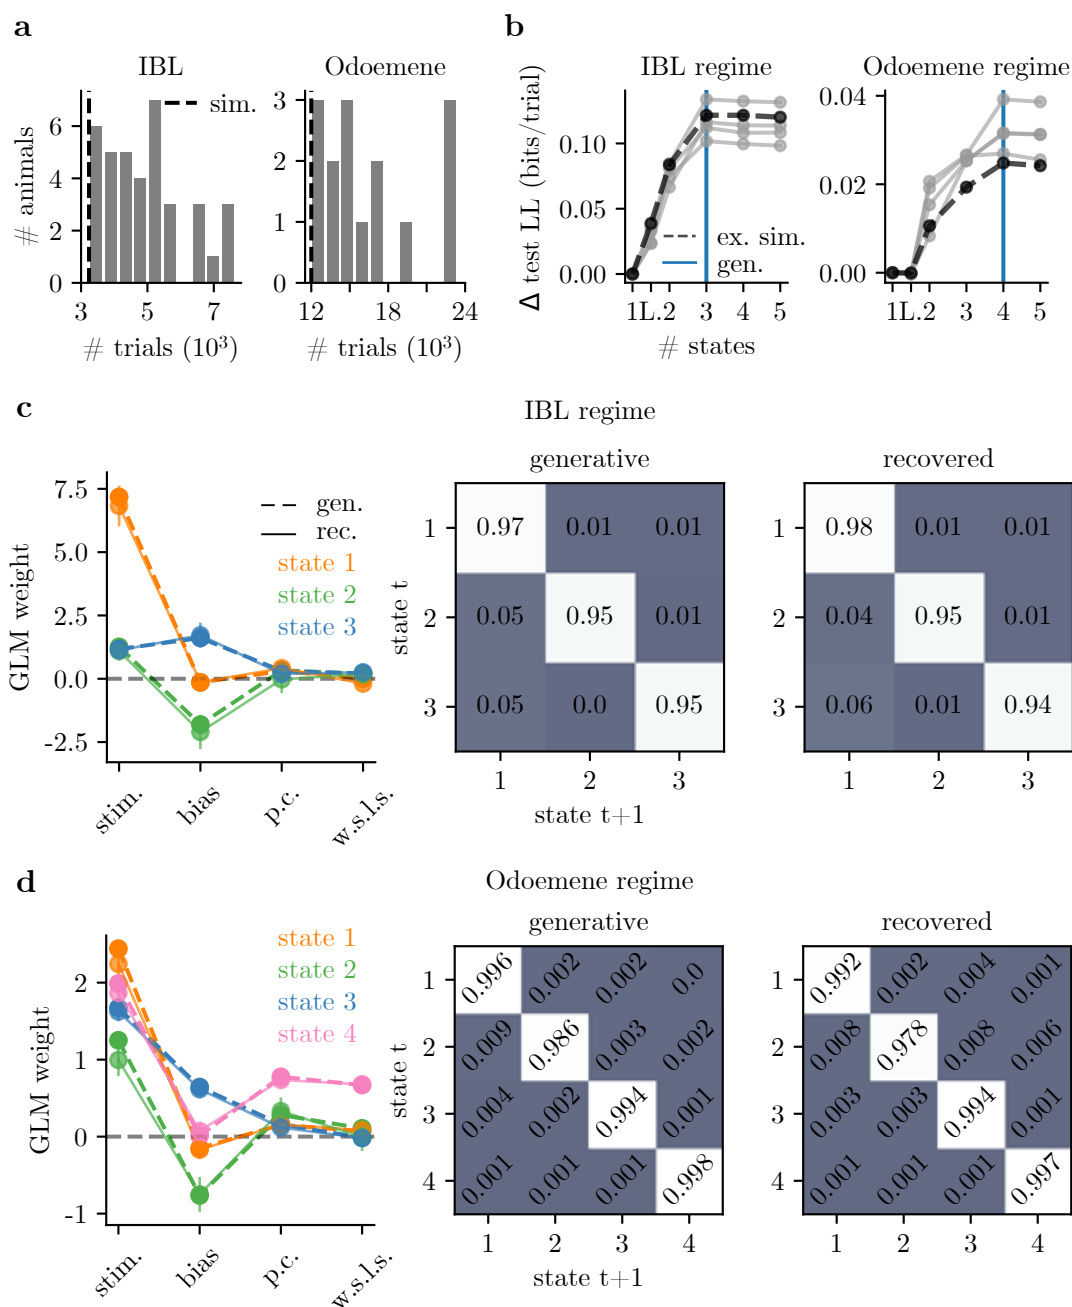 a
IBL
Odoemene
sim.
# animals
6
4
2
0
3
2
1
0
3
5
7
12
18
24
# trials (10³)
# trials (10³)
b
IBL regime
Odoemene regime
Δ test LL (bits/trial)
0.10
0.05
0.00
0.04
0.02
0.00
ex. sim.
gen.
1L.2 3 4 5
1L.2 3 4 5
# states
c
IBL regime
generative
recovered
GLM weight
7.5
5.0
2.5
0.0
-2.5
gen.
rec.
state 1
state 2
state 3
stim.
bias
p.c.
w.s.l.s.
state t
1
2
3
0.97 0.01 0.01
0.05 0.95 0.01
0.05 0.0 0.95
1 2 3
state t+1
1
2
3
0.98 0.01 0.01
0.04 0.95 0.01
0.06 0.01 0.94
1 2 3
d
Odoemene regime
generative
recovered
GLM weight
2
1
0
-1
state 1
state 2
state 3
state 4
stim.
bias
p.c.
w.s.l.s.
state t
1
2
3
4
0.996 0.002 0.002 0.0
0.009 0.986 0.003 0.002
0.004 0.002 0.994 0.001
0.001 0.001 0.001 0.998
1 2 3 4
state t+1
1
2
3
4
0.992 0.002 0.004 0.001
0.008 0.978 0.008 0.006
0.003 0.003 0.994 0.001
0.001 0.001 0.001 0.997
1 2 3 4